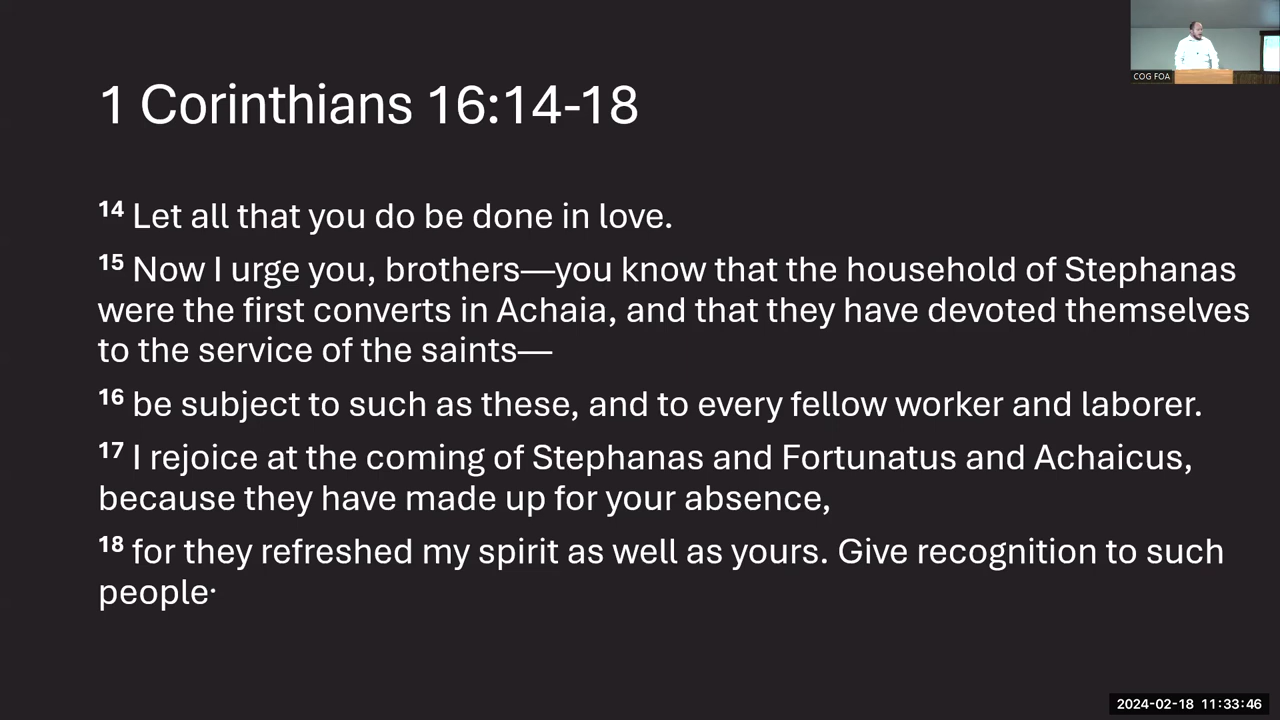 COG FOA
1 Corinthians 16:14-18
14 Let all that you do be done in love.
15 Now I urge you, brothers—you know that the household of Stephanas
were the first converts in Achaia, and that they have devoted themselves
to the service of the saints—
16 be subject to such as these, and to every fellow worker and laborer.
17 I rejoice at the coming of Stephanas and Fortunatus and Achaicus,
because they have made up for your absence,
18 for they refreshed my spirit as well as yours. Give recognition to such
people.
2024-02-18 11:33:46